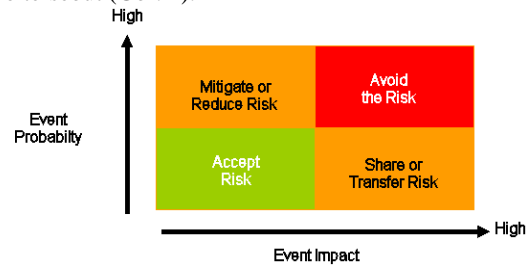 High
Mitigate or
Reduce Risk
Avoid
the Risk
Event
Probabilty
Accept
Risk
Share or
Transfer Risk
High
Event Impact